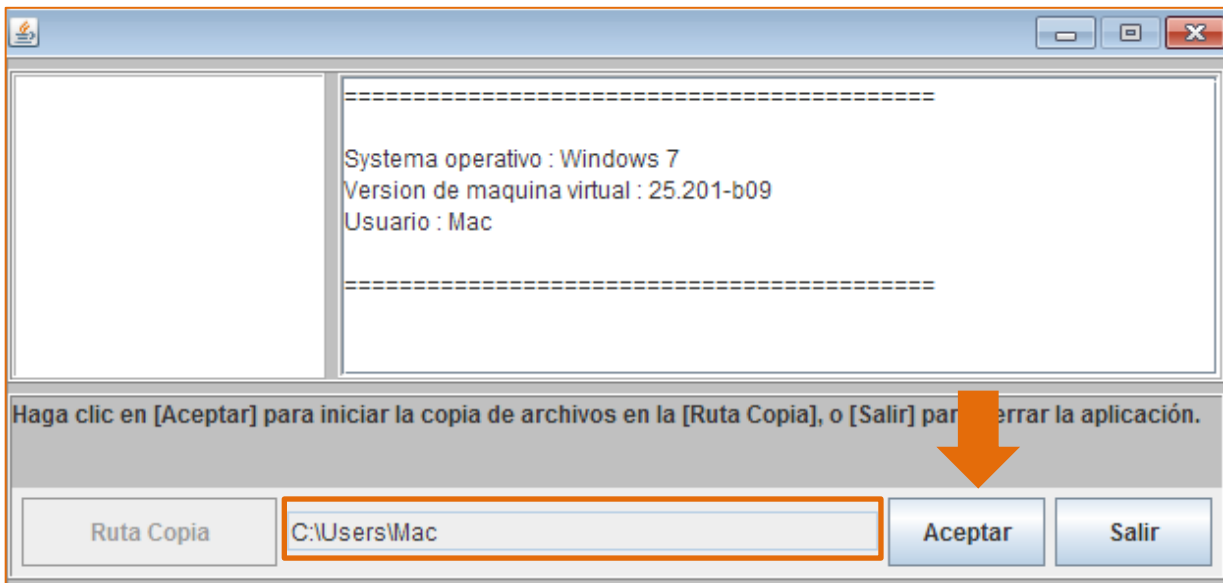 ===========================================
Systema operativo : Windows 7
Version de maquina virtual : 25.201-b09
Usuario : Mac
===========================================
Haga clic en [Aceptar] para iniciar la copia de archivos en la [Ruta Copia], o [Salir] la aplicación.
Ruta Copia
C:\Users\Mac
Aceptar
Salir